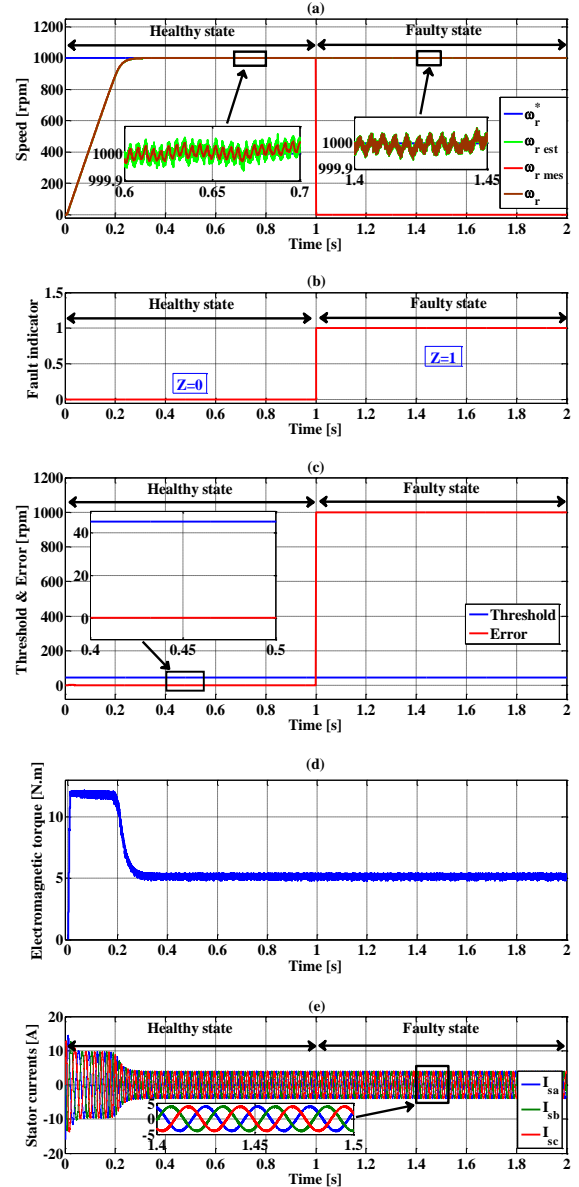 (a)
Healthy state
Faulty state
1000
800
600
400
200
0
Speed [rpm]
1000
999.9
0.6
0.65
0.7
1000
999.9
1.4
1.45
ω*r
ωr est
ωr mes
ωr
0
0.2
0.4
0.6
0.8
1
1.2
1.4
1.6
1.8
2
Time [s]
(b)
Healthy state
Faulty state
1.5
1
0.5
0
Fault indicator
Z=0
Z=1
0
0.2
0.4
0.6
0.8
1
1.2
1.4
1.6
1.8
2
Time [s]
(c)
Healthy state
Faulty state
1200
1000
800
600
400
200
0
Threshold & Error [rpm]
40
20
0
0.4
0.45
0.5
Threshold
Error
0
0.2
0.4
0.6
0.8
1
1.2
1.4
1.6
1.8
2
Time [s]
(d)
10
5
0
Electromagnetic torque [N.m]
0
0.2
0.4
0.6
0.8
1
1.2
1.4
1.6
1.8
2
Time [s]
(e)
Healthy state
Faulty state
20
10
0
-10
-20
Stator currents [A]
5
0
-5
1.4
1.45
1.5
Isa
Isb
Isc
0
0.2
0.4
0.6
0.8
1
1.2
1.4
1.6
1.8
2
Time [s]